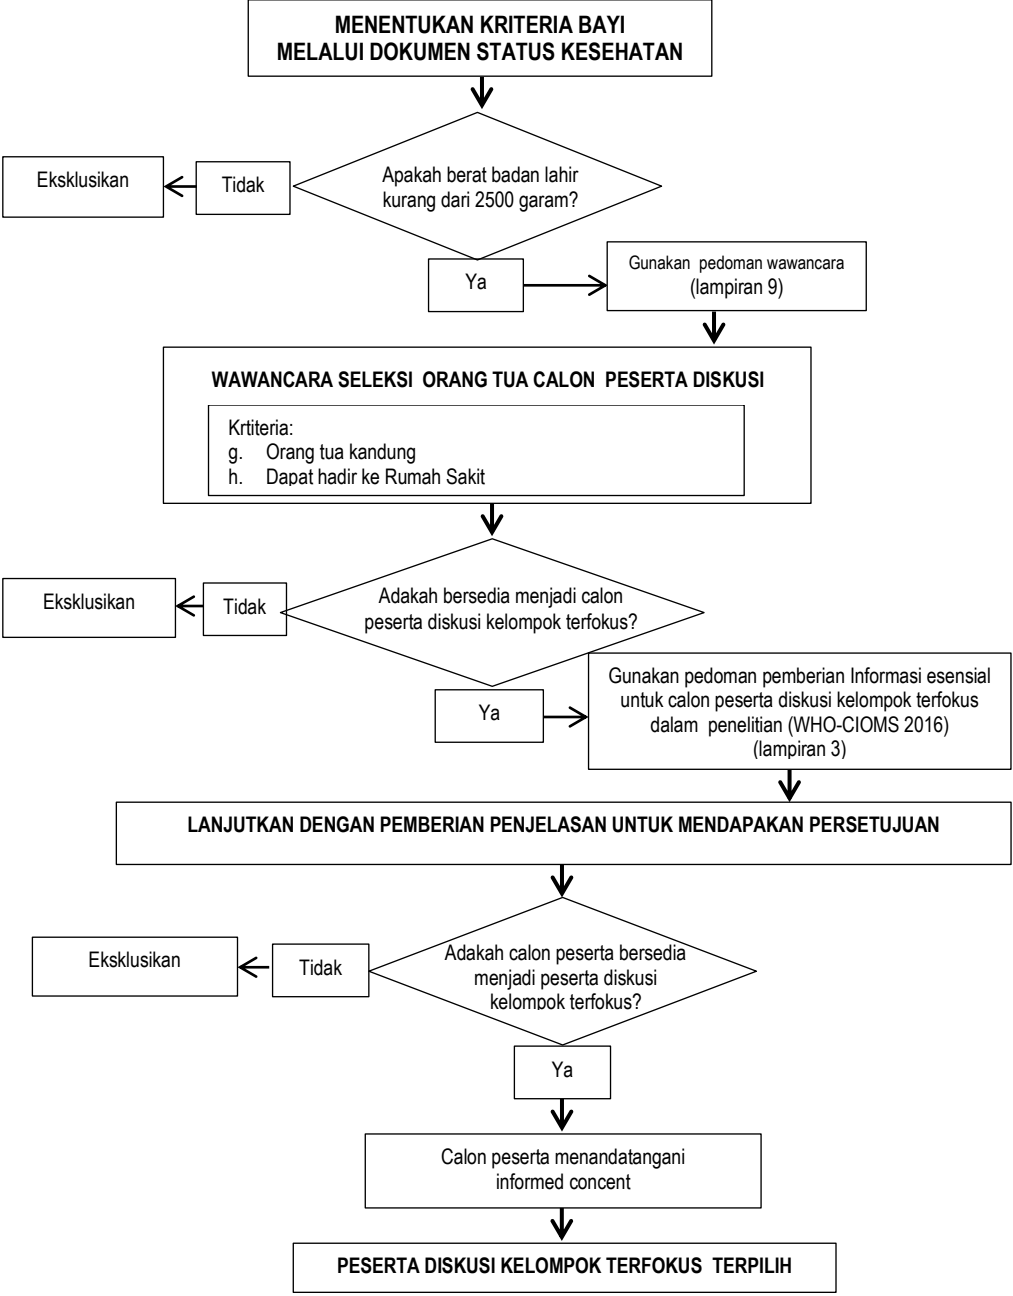 MENENTUKAN KRITERIA BAYI
MELALUI DOKUMEN STATUS KESEHATAN
Apakah berat badan lahir
kurang dari 2500 garam?
Tidak
Eksklusikan
Ya
Gunakan pedoman wawancara
(lampiran 9)
WAWANCARA SELEKSI ORANG TUA CALON PESERTA DISKUSI
Krtiteria:
g. Orang tua kandung
h. Dapat hadir ke Rumah Sakit
Adakah bersedia menjadi calon
peserta diskusi kelompok terfokus?
Tidak
Eksklusikan
Ya
Gunakan pedoman pemberian Informasi esensial
untuk calon peserta diskusi kelompok terfokus
dalam penelitian (WHO-CIOMS 2016)
(lampiran 3)
LANJUTKAN DENGAN PEMBERIAN PENJELASAN UNTUK MENDAPAKAN PERSETUJUAN
Adakah calon peserta bersedia
menjadi peserta diskusi
kelompok terfokus?
Tidak
Eksklusikan
Ya
Calon peserta menandatangani
informed concent
PESERTA DISKUSI KELOMPOK TERFOKUS TERPILIH